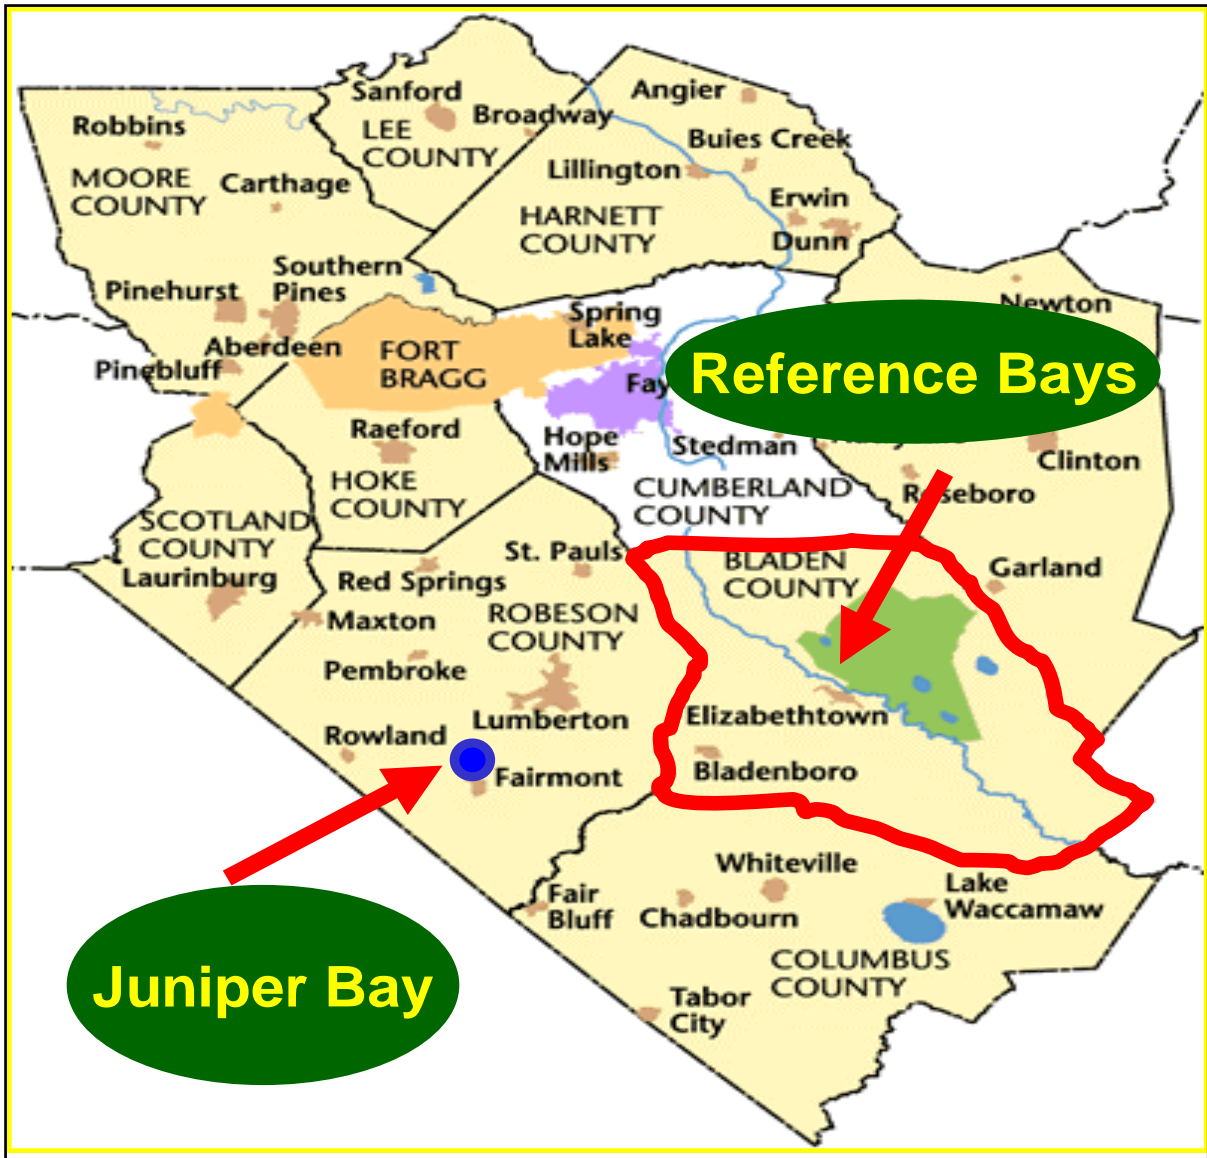 Sanford
Broadway
LEE
COUNTY
Angier
Buies Creek
Robbins
MOORE
COUNTY
Carthage
Lillington
Erwin
HARNETT
COUNTY
Dunn
Southern
Pines
Pinehurst
Newton
Spring
Lake
Aberdeen
Pinebluff
FORT
BRAGG
Fay
Reference Bays
Raeford
Hope
Mills
Stedman
Clinton
HOKE
COUNTY
CUMBERLAND
COUNTY
Roseboro
SCOTLAND
COUNTY
Laurinburg
St. Pauls
BLADEN
COUNTY
Garland
Red Springs
Maxton
ROBESON
COUNTY
Pembroke
Lumberton
Elizabethtown
Rowland
Fairmont
Bladenboro
Whiteville
Fair
Bluff
Chadbourn
Lake
Waccamaw
COLUMBUS
COUNTY
Juniper Bay
Tabor
City